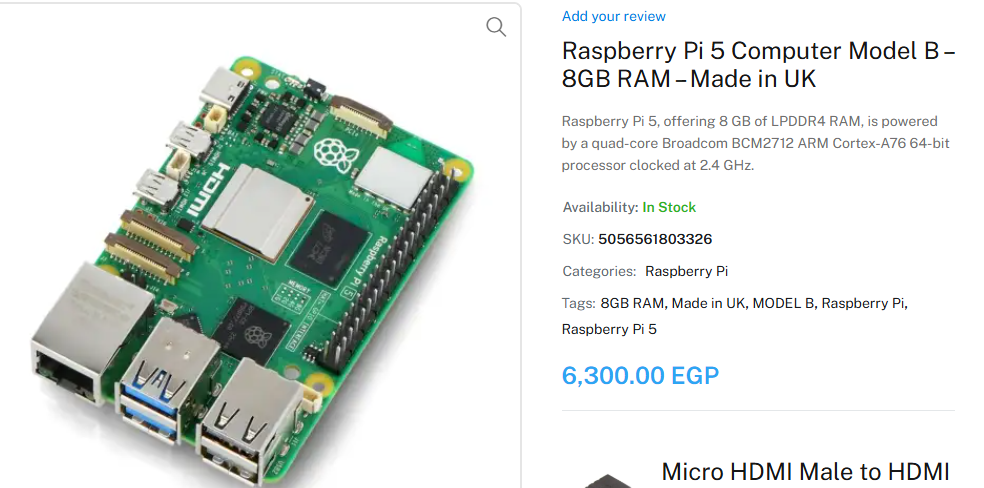 Add your review
Raspberry Pi 5 Computer Model B –
8GB RAM – Made in UK
Raspberry Pi 5, offering 8 GB of LPDDR4 RAM, is powered
by a quad-core Broadcom BCM2712 ARM Cortex-A76 64-bit
processor clocked at 2.4 GHz.
Availability: In Stock
SKU: 5056561803326
Categories: Raspberry Pi
Tags: 8GB RAM, Made in UK, MODEL B, Raspberry Pi,
Raspberry Pi 5
6,300.00 EGP
Micro HDMI Male to HDMI
HDMI
Raspberry Pi 5
MEMORY